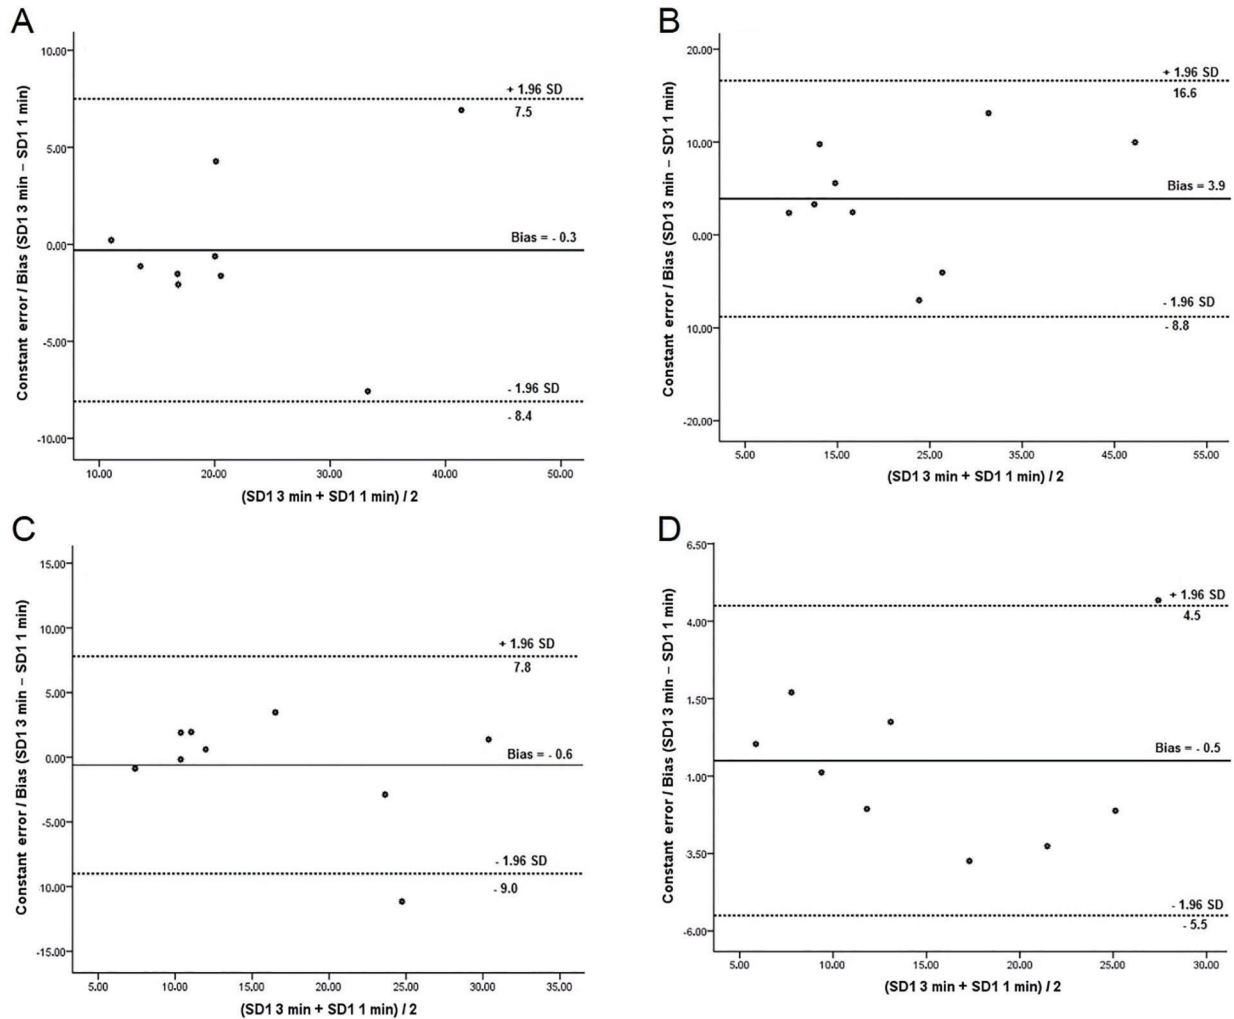 A
10.00
5.00
0.00
-5.00
-10.00
Constant error / Bias (SD1 3 min – SD1 1 min)
+ 1.96 SD
7.5
Bias = - 0.3
- 1.96 SD
- 8.4
10.00 20.00 30.00 40.00 50.00
(SD1 3 min + SD1 1 min) / 2
B
20.00
10.00
0.00
10.00
-20.00
Constant error / Bias (SD1 3 min – SD1 1 min)
+ 1.96 SD
16.6
Bias = 3.9
- 1.96 SD
- 8.8
5.00 15.00 25.00 35.00 45.00 55.00
(SD1 3 min + SD1 1 min) / 2
C
15.00
10.00
5.00
0.00
-5.00
-10.00
-15.00
Constant error / Bias (SD1 3 min – SD1 1 min)
+ 1.96 SD
7.8
Bias = - 0.6
- 1.96 SD
- 9.0
5.00 10.00 15.00 20.00 25.00 30.00 35.00
(SD1 3 min + SD1 1 min) / 2
D
6.50
4.00
1.50
-1.00
3.50
-6.00
Constant error / Bias (SD1 3 min – SD1 1 min)
+ 1.96 SD
4.5
Bias = - 0.5
- 1.96 SD
- 5.5
5.00 10.00 15.00 20.00 25.00 30.00
(SD1 3 min + SD1 1 min) / 2